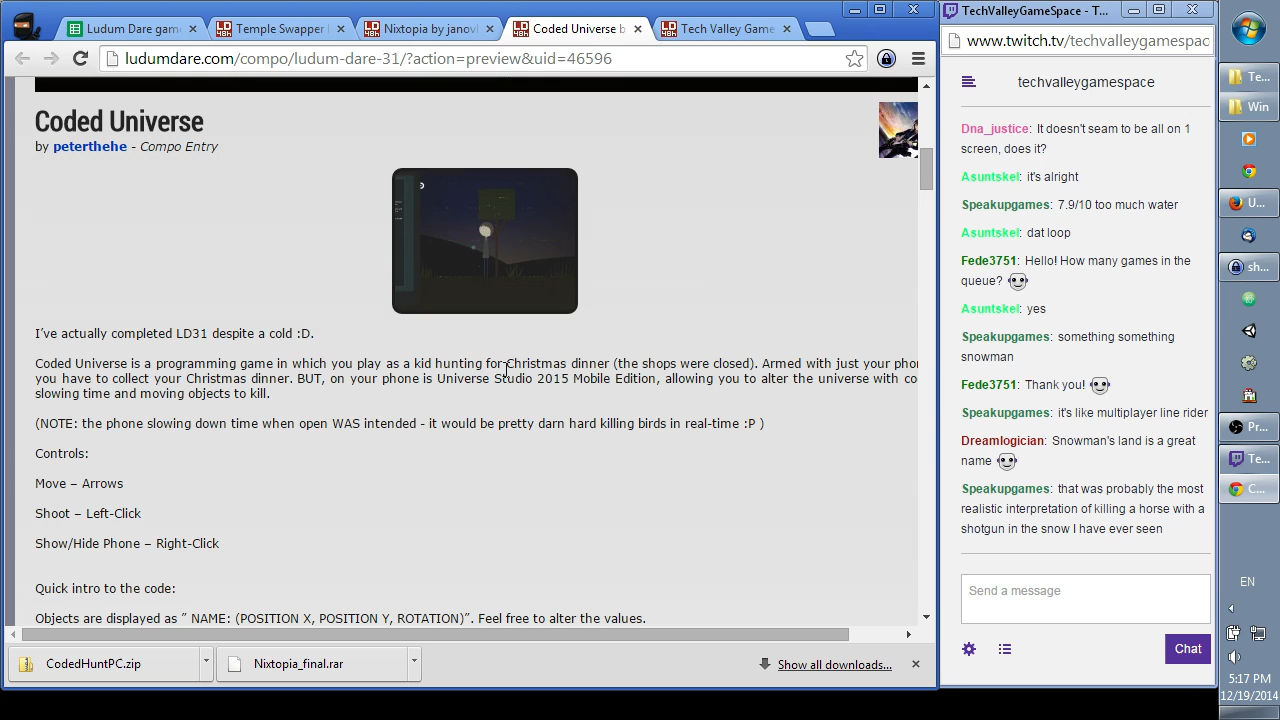 Ludum Dare gam
Temple Swapper
Nixtopia by janovl
Coded Universe b
Tech Valley Game
ludumdare.com/compo/ludum-dare-31/?action=preview&uid=46596
Coded Universe
by peterthehe - Compo Entry
I've actually completed LD31 despite a cold :D.
Coded Universe is a programming game in which you play as a kid hunting for Christmas dinner (the shops were closed). Armed with just your phon
you have to collect your Christmas dinner. BUT, on your phone is Universe Studio 2015 Mobile Edition, allowing you to alter the universe with co
slowing time and moving objects to kill.
(NOTE: the phone slowing down time when open WAS intended - it would be pretty darn hard killing birds in real-time :P )
Controls:
Move – Arrows
Shoot – Left-Click
Show/Hide Phone – Right-Click
Quick intro to the code:
Objects are displayed as ” NAME: (POSITION X, POSITION Y, ROTATION)”. Feel free to alter the values.
CodedHuntPC.zip
Nixtopia_final.rar
Show all downloads...
TechValleyGameSpace - T...
www.twitch.tv/techvalleygamespac
techvalleygamespace
Dna_justice: It doesn't seam to be all on 1
screen, does it?
Asuntskel: it's alright
Speakupgames: 7.9/10 too much water
Asuntskel: dat loop
Fede3751: Hello! How many games in the
queue?
Asuntskel: yes
Speakupgames: something something
snowman
Fede3751: Thank you!
Speakupgames: it's like multiplayer line rider
Dreamlogician: Snowman's land is a great
name
Speakupgames: that was probably the most
realistic interpretation of killing a horse with a
shotgun in the snow I have ever seen
Send a message
Chat
Te...
Win
U...
sh...
Pr...
Te...
C...
EN
5:17 PM
12/19/2014